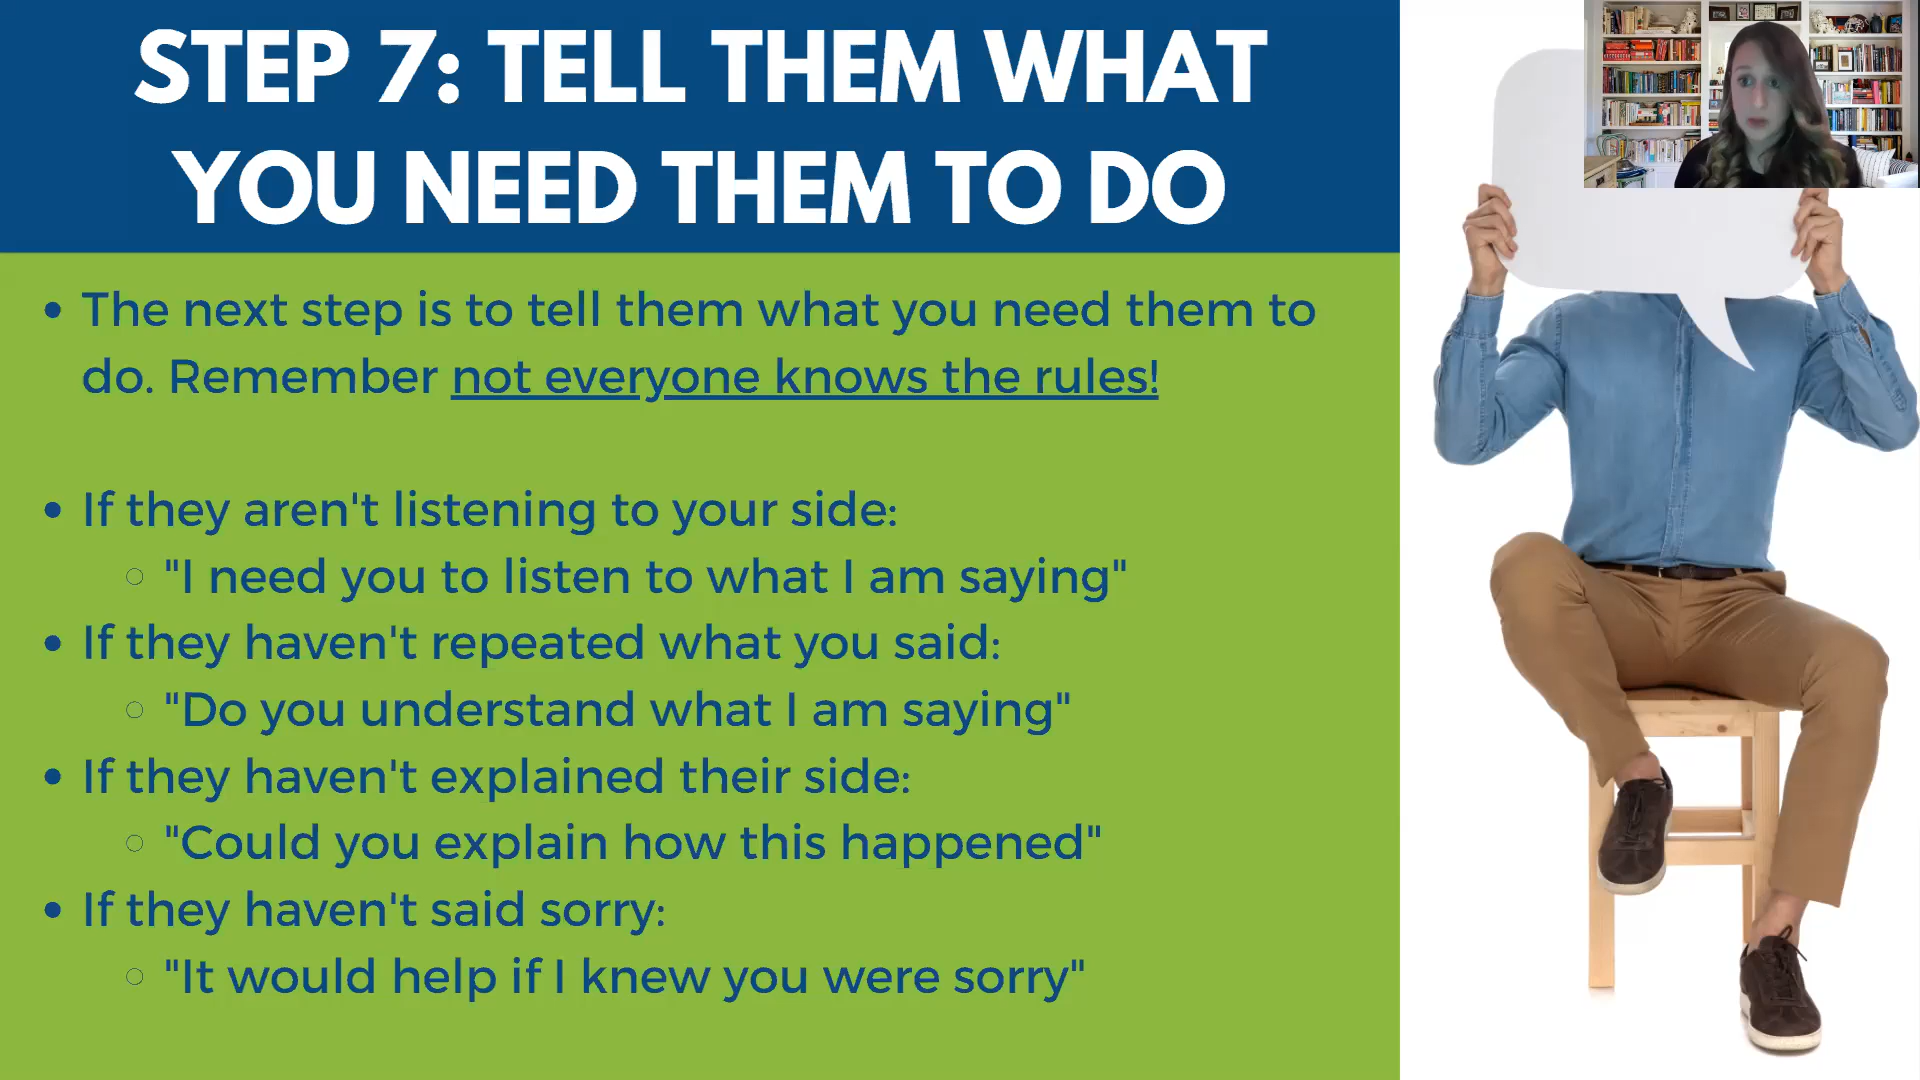 STEP 7: TELL THEM WHAT
YOU NEED THEM TO DO
• The next step is to tell them what you need them to
do. Remember not everyone knows the rules!
• If they aren't listening to your side:
○ "I need you to listen to what I am saying"
• If they haven't repeated what you said:
○ "Do you understand what I am saying"
• If they haven't explained their side:
○ "Could you explain how this happened"
• If they haven't said sorry:
○ "It would help if I knew you were sorry"